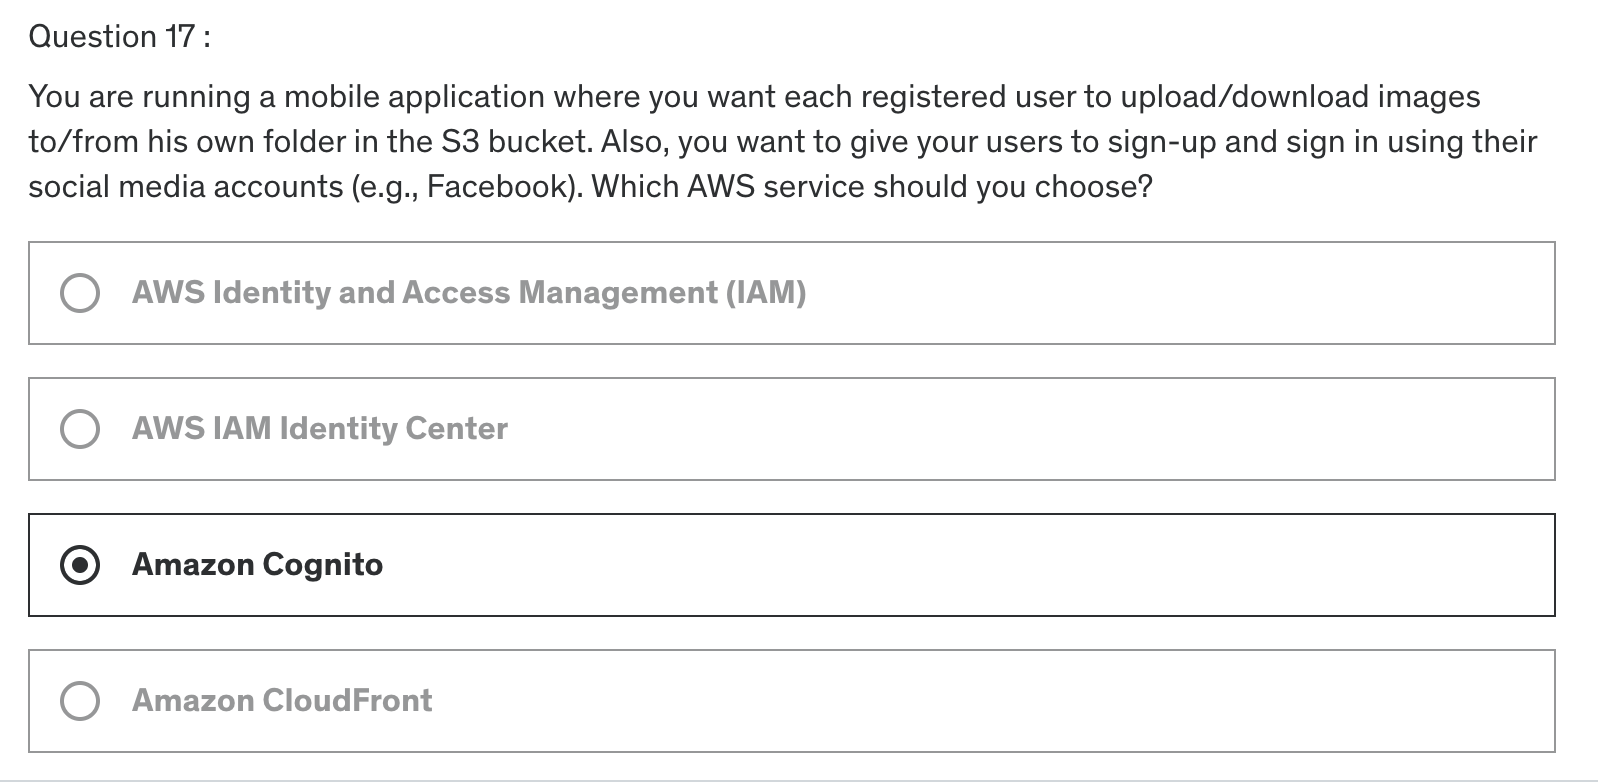 Question 17 :
You are running a mobile application where you want each registered user to upload/download images
to/from his own folder in the S3 bucket. Also, you want to give your users to sign-up and sign in using their
social media accounts (e.g., Facebook). Which AWS service should you choose?
AWS Identity and Access Management (IAM)
AWS IAM Identity Center
Amazon Cognito
Amazon CloudFront